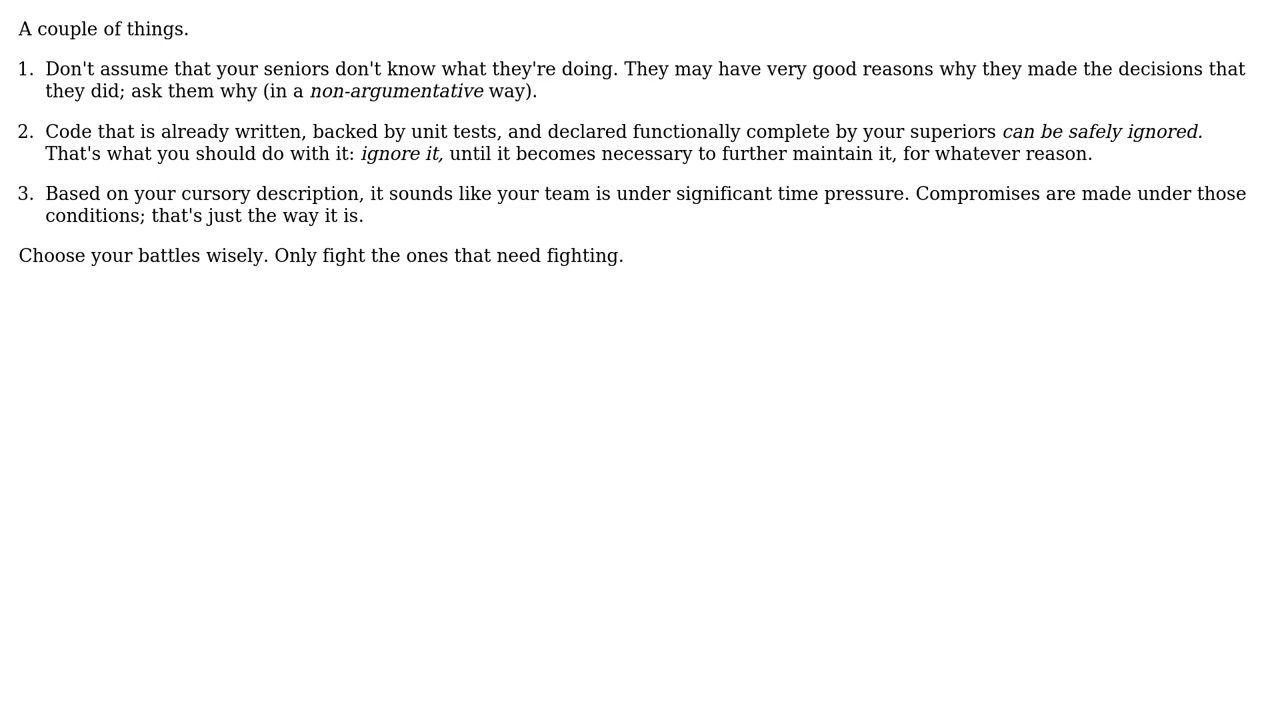 A couple of things.
1. Don't assume that your seniors don't know what they're doing. They may have very good reasons why they made the decisions that
they did; ask them why (in a non-argumentative way).
2. Code that is already written, backed by unit tests, and declared functionally complete by your superiors can be safely ignored.
That's what you should do with it: ignore it, until it becomes necessary to further maintain it, for whatever reason.
3. Based on your cursory description, it sounds like your team is under significant time pressure. Compromises are made under those
conditions; that's just the way it is.
Choose your battles wisely. Only fight the ones that need fighting.